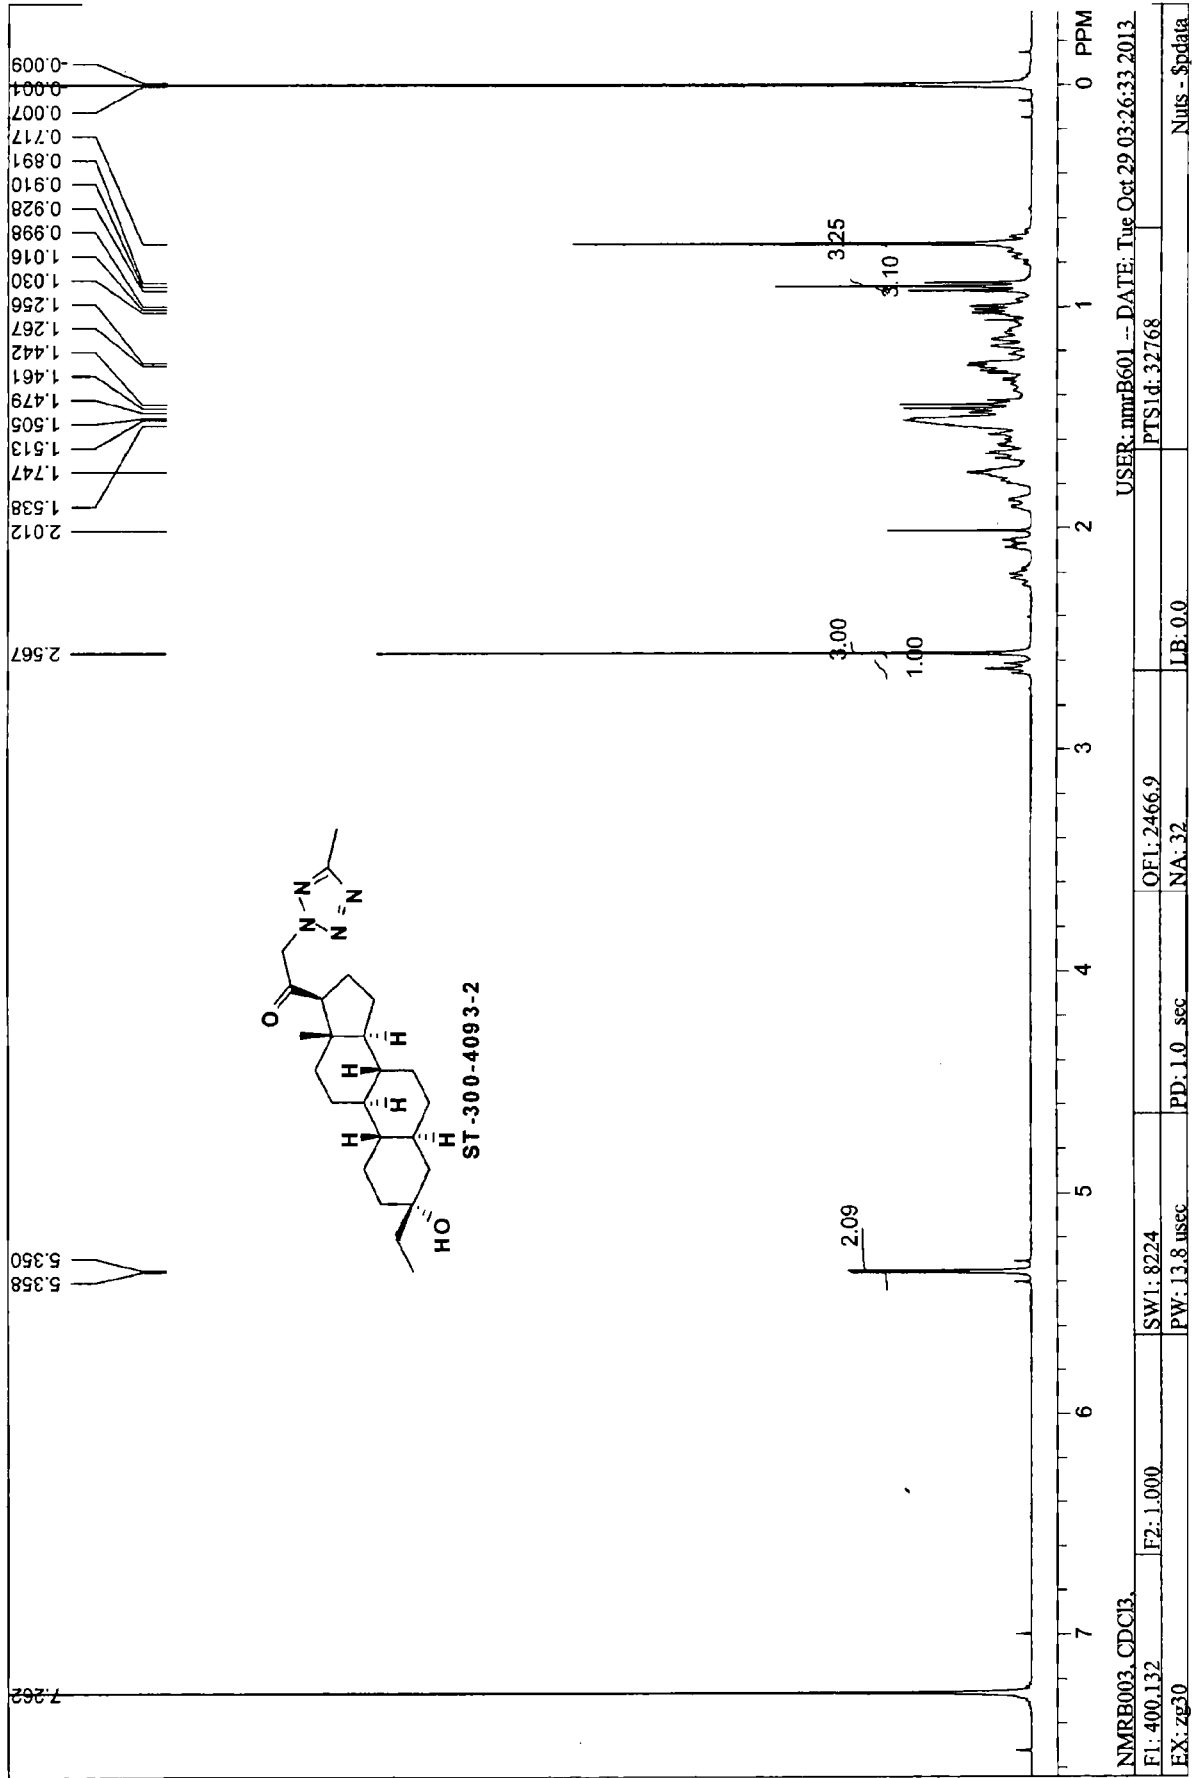 7.262
5.358
5.350
2.567
2.012
1.538
1.747
1.513
1.505
1.479
1.461
1.442
1.267
1.256
1.030
1.016
0.998
0.928
0.910
0.891
0.717
0.007
0.001
-0.009
O
N
N
N
N
H
H
H
H
H
HO
ST-300-4093-2
2.09
3.00
1.00
3.25
3.10
7 6 5 4 3 2 1 0 PPM
NMRB003, CDCl3,
USER: nmrB601 -- DATE: Tue Oct 29 03:26:33 2013
F1: 400.132 F2: 1.000 SW1: 8224 OF1: 2466.9 PTS1d: 32768
EX: zg30 PW: 13.8 usec PD: 1.0 sec NA: 32 LB: 0.0 Nuts - $pdata